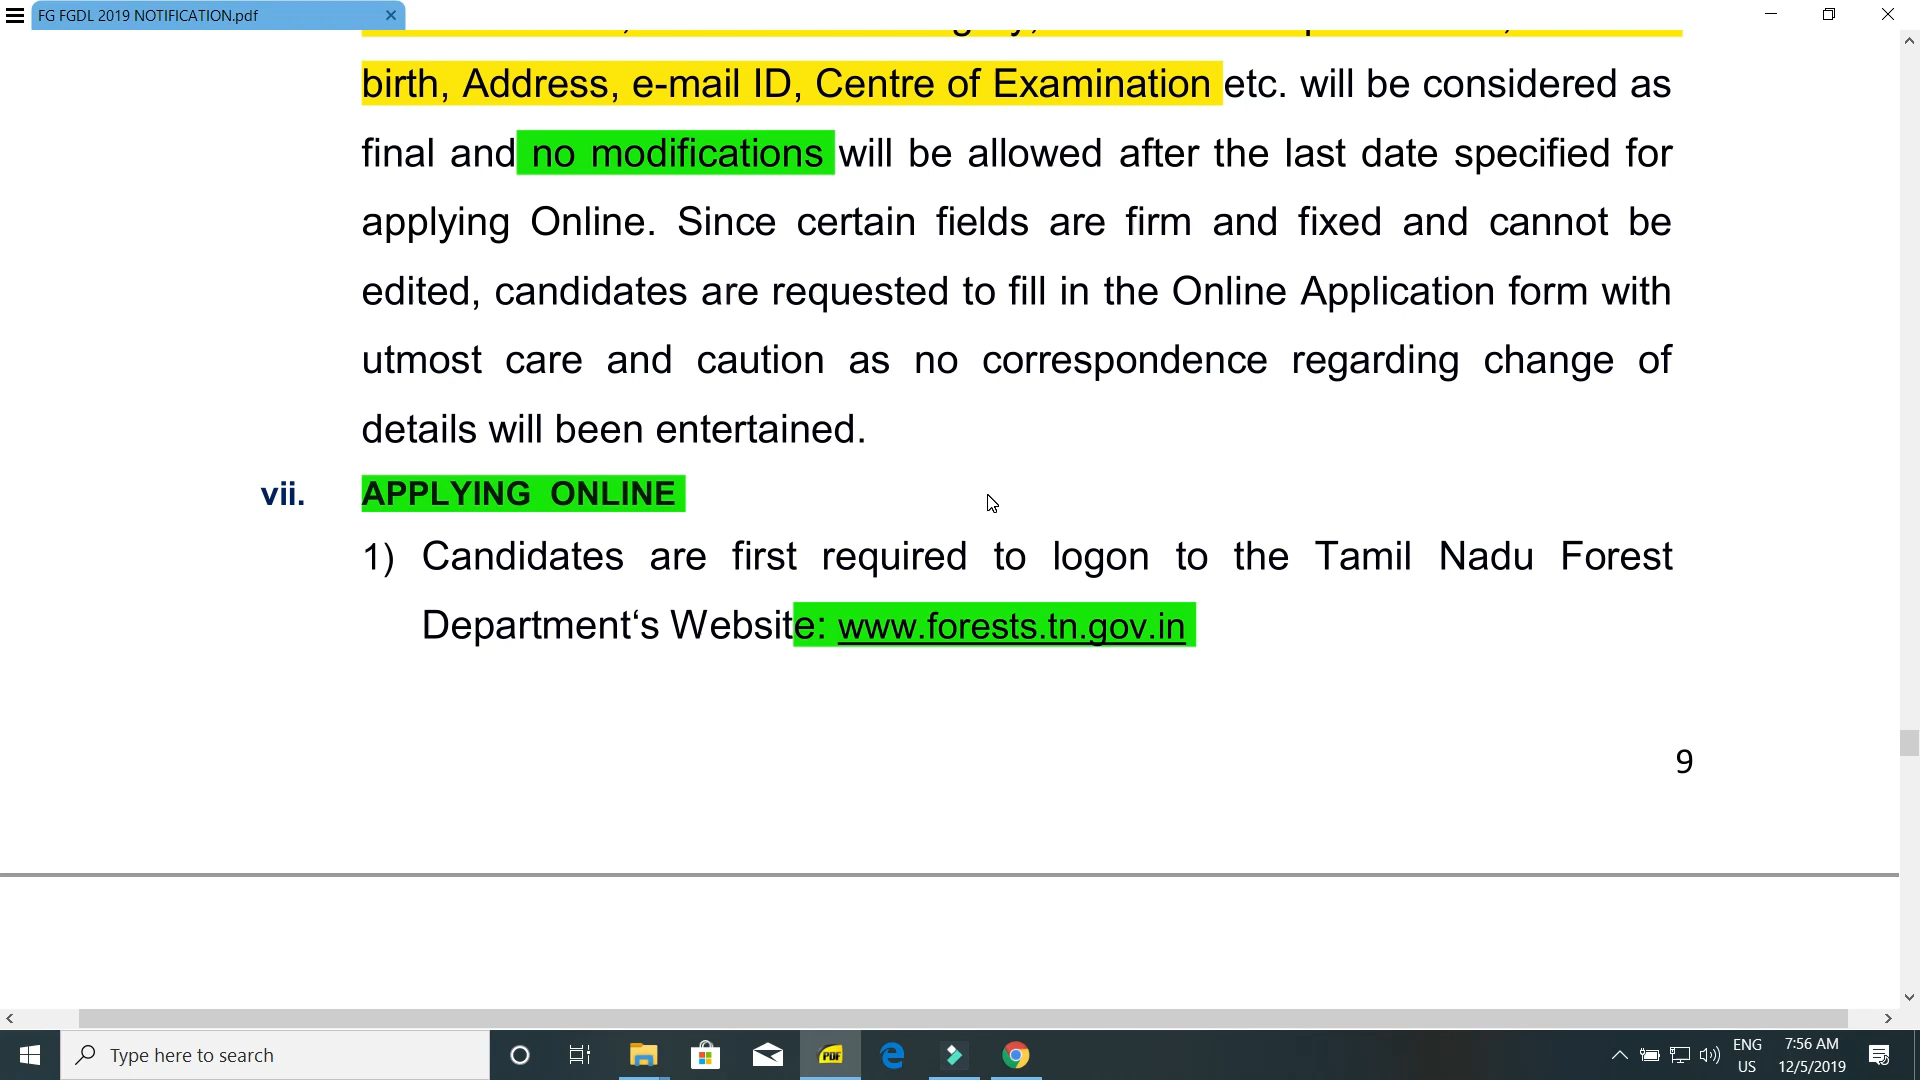 FG FGDL 2019 NOTIFICATION.pdf
birth, Address, e-mail ID, Centre of Examination etc. will be considered as
final and no modifications will be allowed after the last date specified for
applying Online. Since certain fields are firm and fixed and cannot be
edited, candidates are requested to fill in the Online Application form with
utmost care and caution as no correspondence regarding change of
details will been entertained.
vii. APPLYING ONLINE
1) Candidates are first required to logon to the Tamil Nadu Forest
Department‘s Website: www.forests.tn.gov.in
9
Type here to search
PDF
ENG
US
7:56 AM
12/5/2019